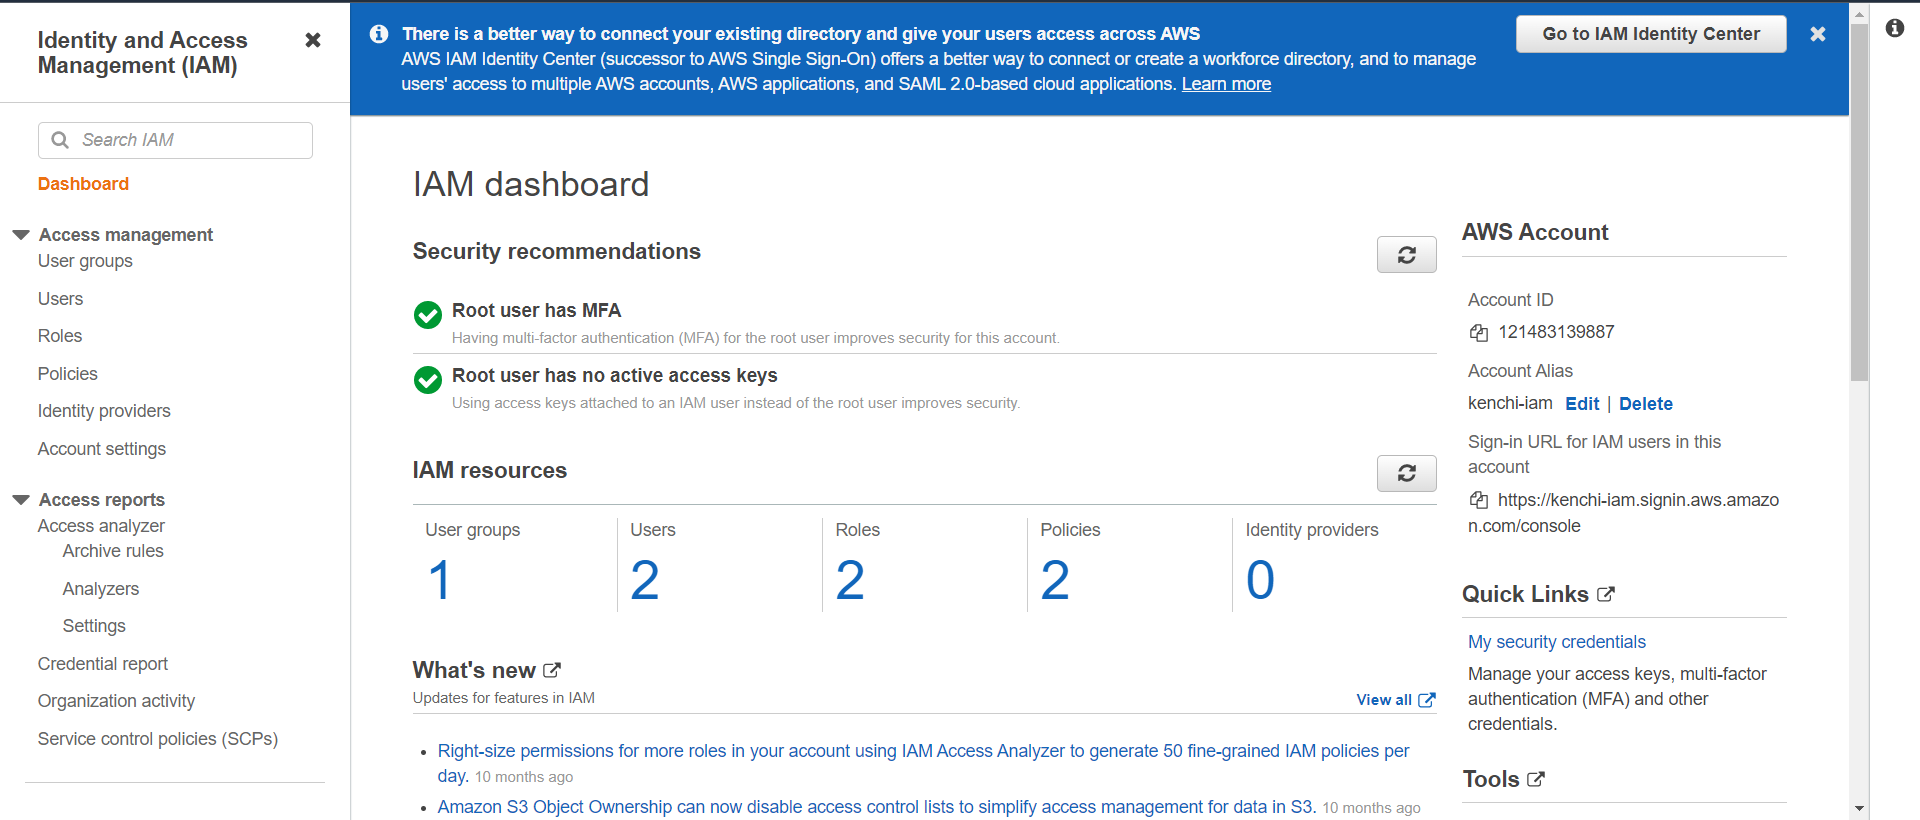 Identity and Access
Management (IAM)
Search IAM
Dashboard
Access management
User groups
Users
Roles
Policies
Identity providers
Account settings
Access reports
Access analyzer
Archive rules
Analyzers
Settings
Credential report
Organization activity
Service control policies (SCPs)
There is a better way to connect your existing directory and give your users access across AWS
AWS IAM Identity Center (successor to AWS Single Sign-On) offers a better way to connect or create a workforce directory, and to manage
users' access to multiple AWS accounts, AWS applications, and SAML 2.0-based cloud applications. Learn more
Go to IAM Identity Center
IAM dashboard
Security recommendations
Root user has MFA
Having multi-factor authentication (MFA) for the root user improves security for this account.
Root user has no active access keys
Using access keys attached to an IAM user instead of the root user improves security.
IAM resources
User groups Users Roles Policies Identity providers
1 2 2 2 0
What's new
Updates for features in IAM
View all
Right-size permissions for more roles in your account using IAM Access Analyzer to generate 50 fine-grained IAM policies per
day. 10 months ago
Amazon S3 Object Ownership can now disable access control lists to simplify access management for data in S3. 10 months ago
AWS Account
Account ID
121483139887
Account Alias
kenchi-iam Edit | Delete
Sign-in URL for IAM users in this
account
https://kenchi-iam.signin.aws.amazo
n.com/console
Quick Links
My security credentials
Manage your access keys, multi-factor
authentication (MFA) and other
credentials.
Tools